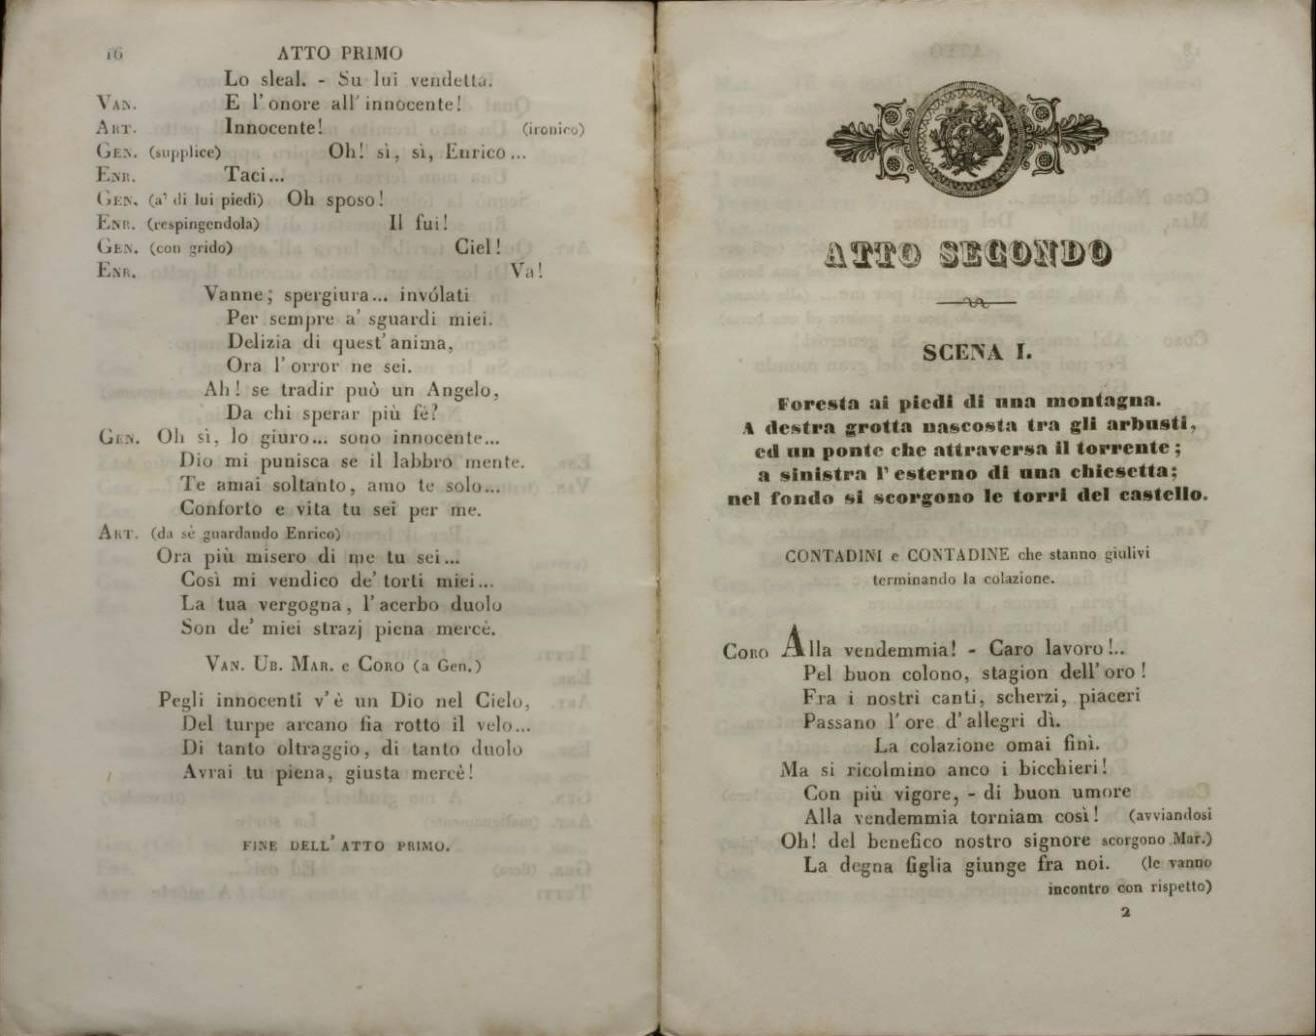 16 ATTO PRIMO
Lo sleal. - Su lui vendetta.
VAN. E l'onore all'innocente!
ART. Innocente! (ironico)
GEN. (supplice) Oh! sì, sì, Enrico...
ENR. Taci...
GEN. (a' di lui piedi) Oh sposo!
ENR. (respingendola) Il fui!
GEN. (con grido) Ciel!
ENR. Va!
Vanne; spergiura... invólati
Per sempre a' sguardi miei.
Delizia di quest'anima,
Ora l'orror ne sei.
Ah! se tradir può un Angelo,
Da chi sperar più fè?
GEN. Oh sì, lo giuro... sono innocente...
Dio mi punisca se il labbro mente.
Te amai soltanto, amo te solo...
Conforto e vita tu sei per me.
ART. (da sè guardando Enrico)
Ora più misero di me tu sei...
Così mi vendico de' torti miei...
La tua vergogna, l'acerbo duolo
Son de' miei strazj piena mercè.
VAN. UB. MAR. e CORO (a Gen.)
Pegli innocenti v'è un Dio nel Cielo,
Del turpe arcano fia rotto il velo...
Di tanto oltraggio, di tanto duolo
Avrai tu piena, giusta mercè!
FINE DELL'ATTO PRIMO.
ATTO SECONDO
SCENA I.
Foresta ai piedi di una montagna.
A destra grotta nascosta tra gli arbusti,
ed un ponte che attraversa il torrente;
a sinistra l'esterno di una chiesetta;
nel fondo si scorgono le torri del castello.
CONTADINI e CONTADINE che stanno giulivi
terminando la colazione.
CORO Alla vendemmia! - Caro lavoro!..
Pel buon colono, stagion dell'oro!
Fra i nostri canti, scherzi, piaceri
Passano l'ore d'allegri dì.
La colazione omai finì.
Ma si ricolmino anco i bicchieri!
Con più vigore, - di buon umore
Alla vendemmia torniam così! (avviandosi
Oh! del benefico nostro signore scorgono Mar.)
La degna figlia giunge fra noi. (le vanno
incontro con rispetto)
2